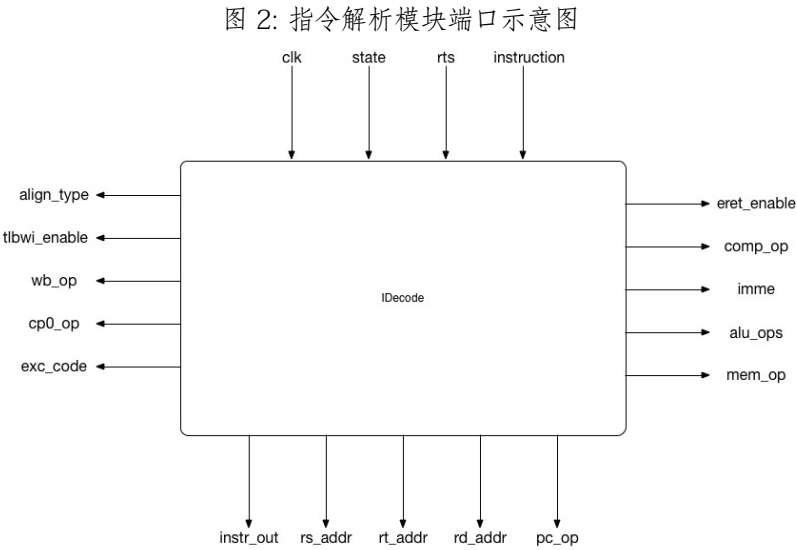 图 2: 指令解析模块端口示意图
clk state rts instruction
align_type
eret_enable
tlbwi_enable
comp_op
wb_op
imme
IDecode
cp0_op
alu_ops
exc_code
mem_op
instr_out rs_addr rt_addr rd_addr pc_op